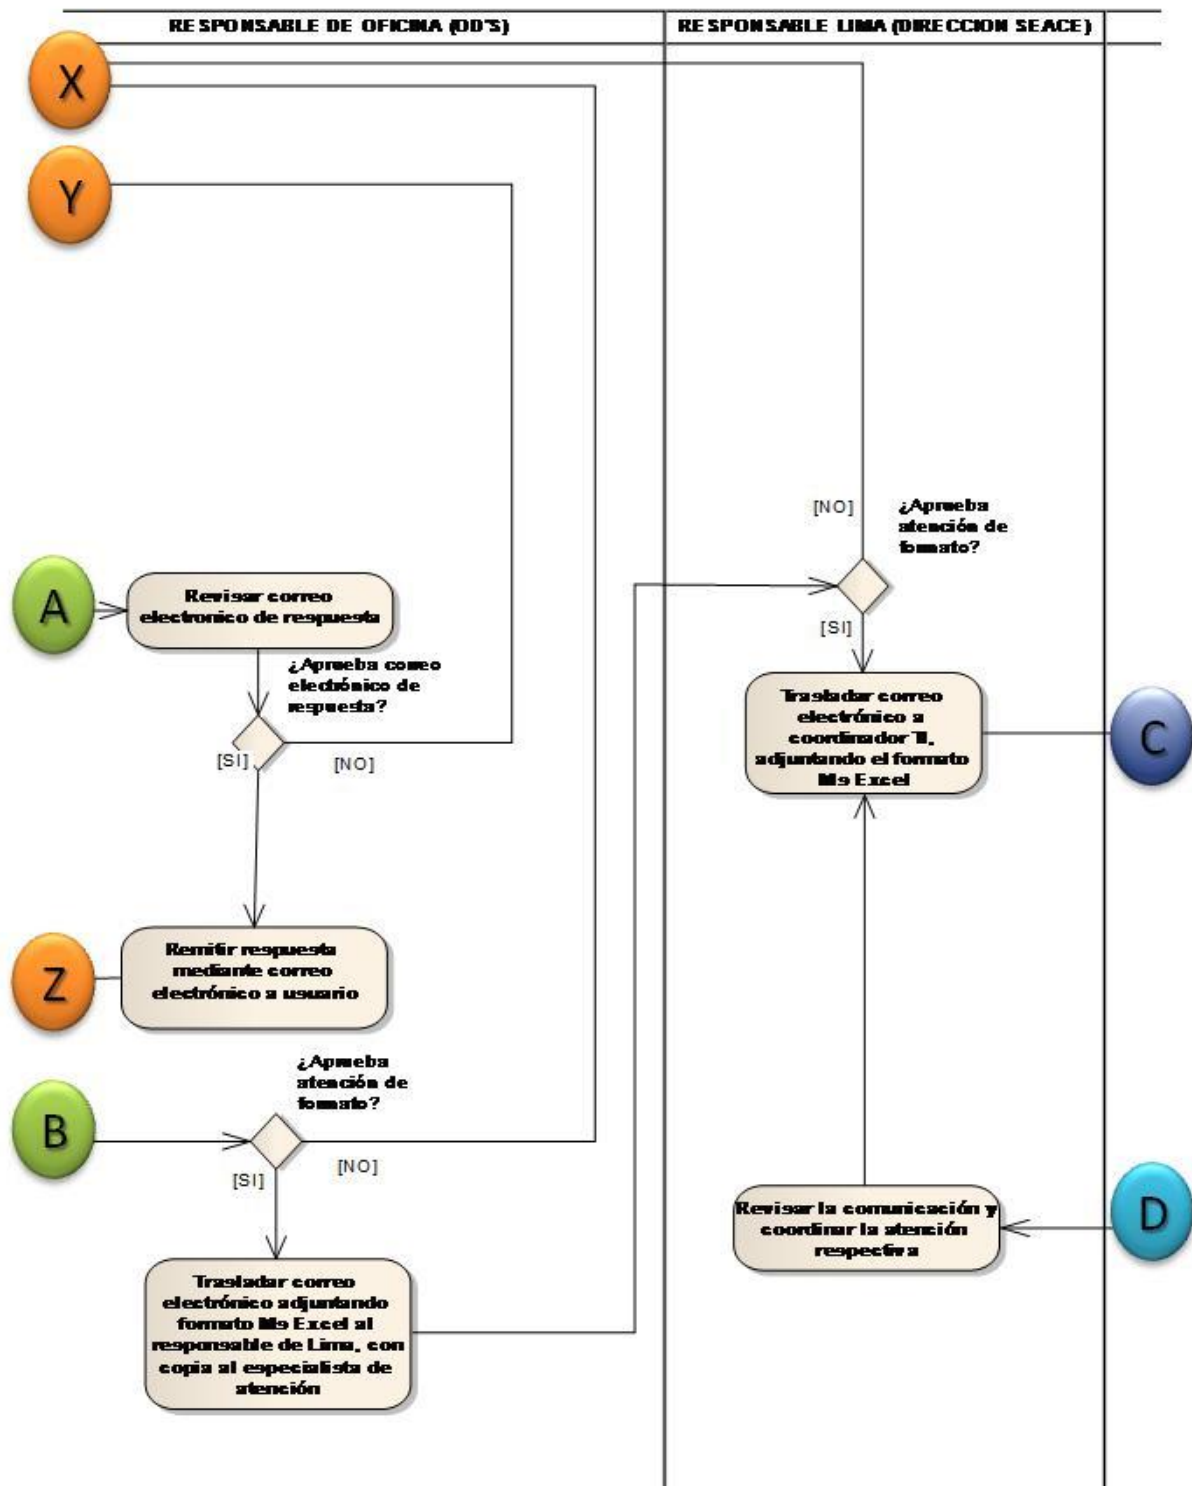 RESPONSABLE DE OFICINA (OD'S)
RESPONSABLE LIMA (DIRECCION SEACE)
X
Y
[NO]
¿Aprueba
atención de
formato?
[SI]
A
Revisar correo
electronico de respuesta
¿Aprueba correo
electrónico de
respuesta?
[SI]
[NO]
Trasladar correo
electrónico a
coordinador TI,
adjuntando el formato
Ms Excel
C
Z
Remitir respuesta
mediante correo
electrónico a usuario
¿Aprueba
atención de
formato?
B
[SI]
[NO]
Revisar la comunicación y
coordinar la atención
respectiva
D
Trasladar correo
electrónico adjuntando
formato Ms Excel al
responsable de Lima, con
copia al especialista de
atención